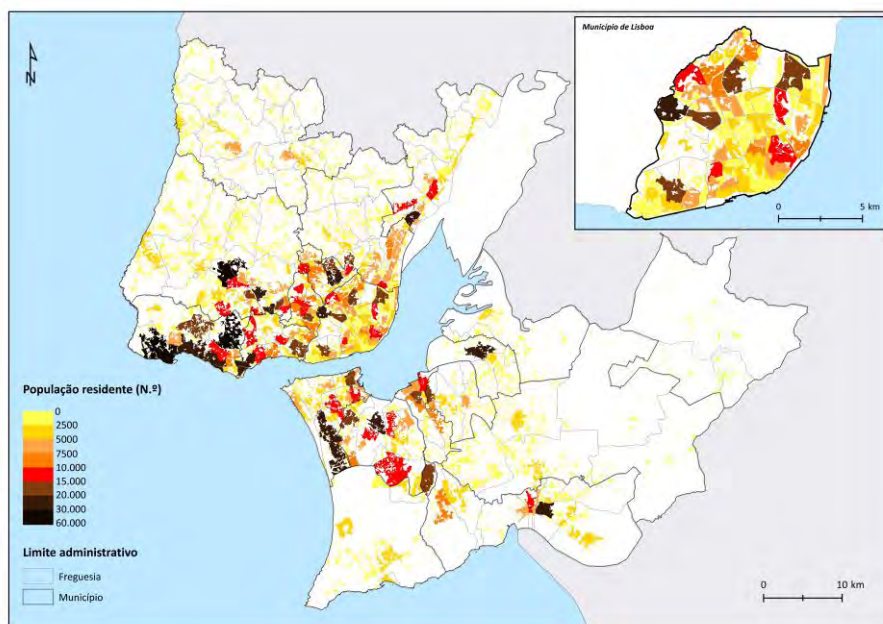 N
Município de Lisboa
0 5 km
População residente (N.º)
0
2500
5000
7500
10.000
15.000
20.000
30.000
60.000
Limite administrativo
Freguesia
Município
0 10 km